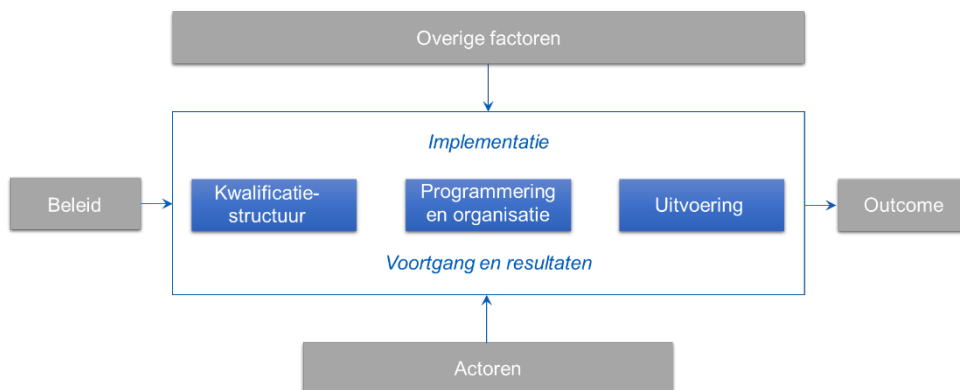 Overige factoren
Implementatie
Beleid
Kwalificatie-
structuur
Programmering
en organisatie
Uitvoering
Outcome
Voortgang en resultaten
Actoren